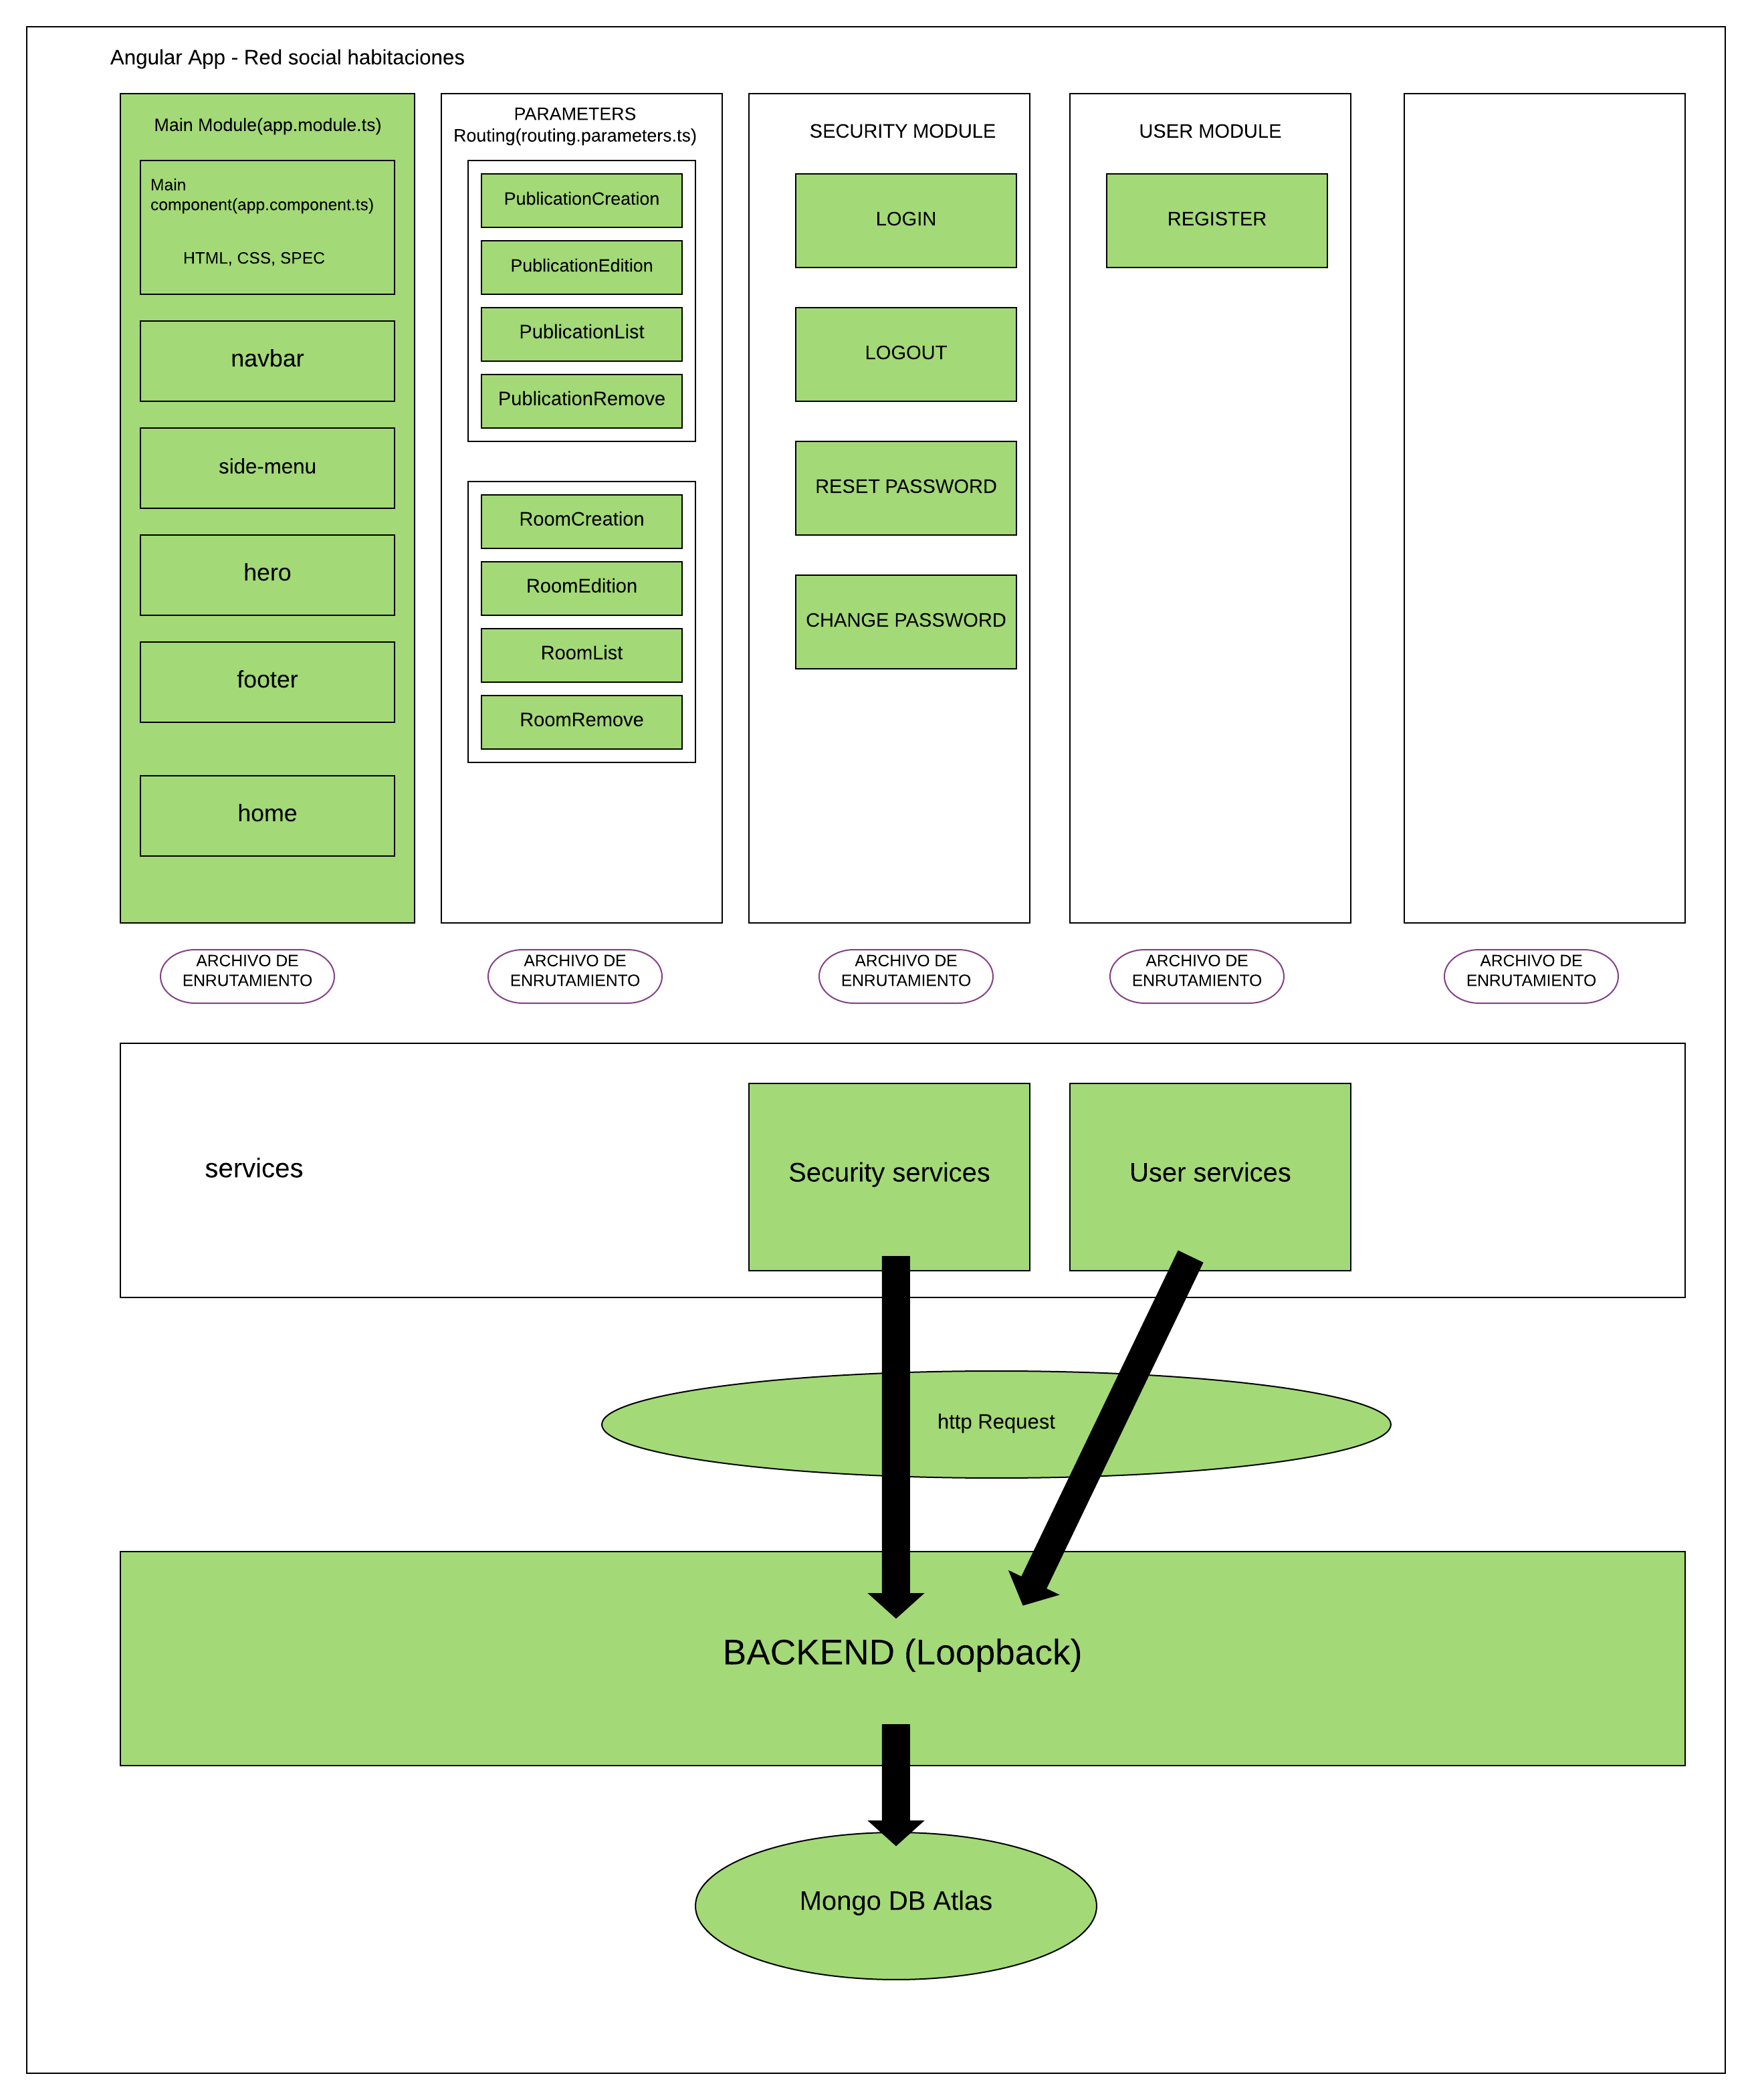 Angular App - Red social habitaciones
Main Module(app.module.ts)
Main
component(app.component.ts)
HTML, CSS, SPEC
navbar
side-menu
hero
footer
home
PARAMETERS
Routing(routing.parameters.ts)
PublicationCreation
PublicationEdition
PublicationList
PublicationRemove
RoomCreation
RoomEdition
RoomList
RoomRemove
SECURITY MODULE
LOGIN
LOGOUT
RESET PASSWORD
CHANGE PASSWORD
USER MODULE
REGISTER
ARCHIVO DE
ENRUTAMIENTO
ARCHIVO DE
ENRUTAMIENTO
ARCHIVO DE
ENRUTAMIENTO
ARCHIVO DE
ENRUTAMIENTO
ARCHIVO DE
ENRUTAMIENTO
services
Security services
User services
http Request
BACKEND (Loopback)
Mongo DB Atlas